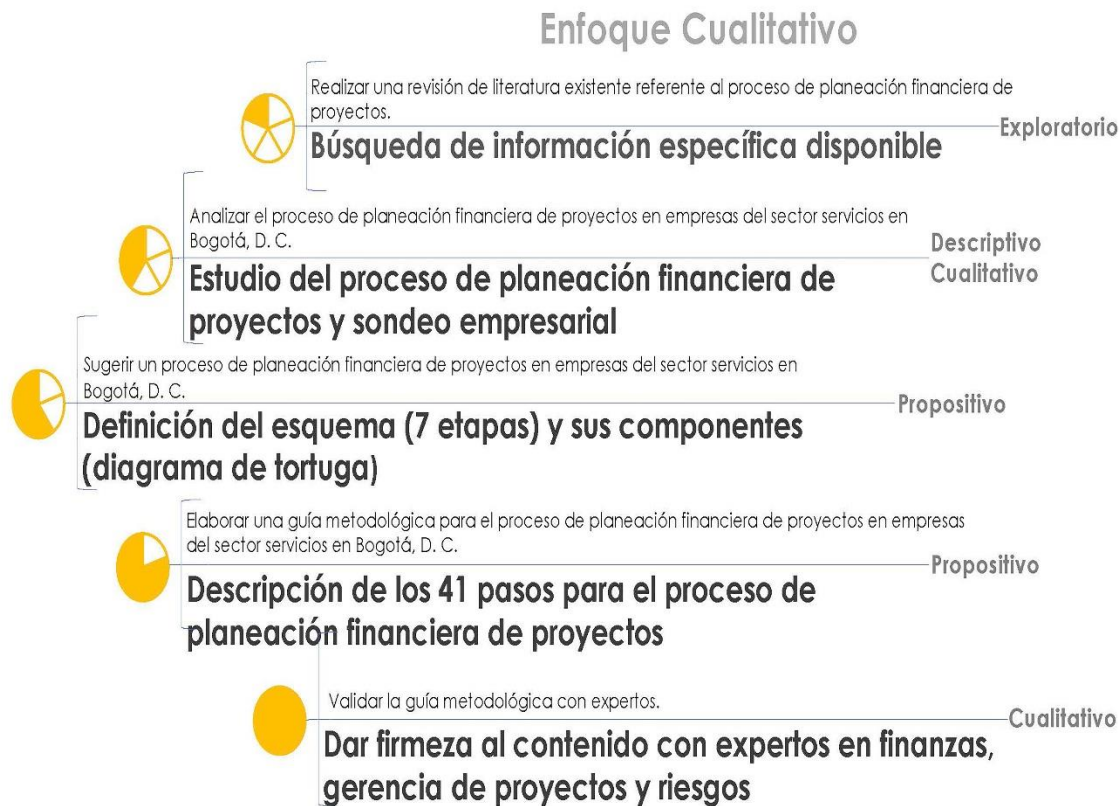 Enfoque Cualitativo
Realizar una revisión de literatura existente referente al proceso de planeación financiera de
proyectos.
Exploratorio
Búsqueda de información específica disponible
Analizar el proceso de planeación financiera de proyectos en empresas del sector servicios en
Bogotá, D. C.
Descriptivo
Cualitativo
Estudio del proceso de planeación financiera de
proyectos y sondeo empresarial
Sugerir un proceso de planeación financiera de proyectos en empresas del sector servicios en
Bogotá, D. C.
Propositivo
Definición del esquema (7 etapas) y sus componentes
(diagrama de tortuga)
Elaborar una guía metodológica para el proceso de planeación financiera de proyectos en empresas
del sector servicios en Bogotá, D. C.
Propositivo
Descripción de los 41 pasos para el proceso de
planeación financiera de proyectos
Validar la guía metodológica con expertos.
Cualitativo
Dar firmeza al contenido con expertos en finanzas,
gerencia de proyectos y riesgos